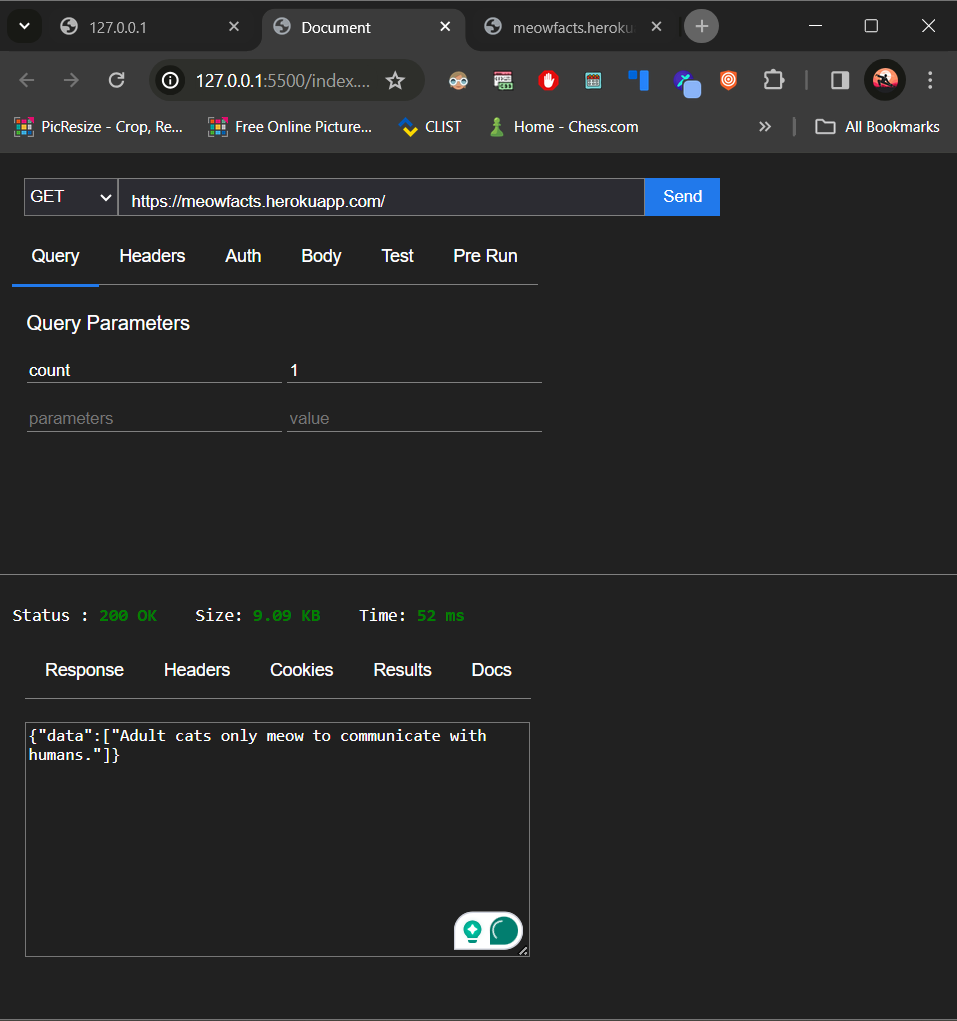 127.0.0.1 Document meowfacts.heroku
127.0.0.1:5500/index....
PicResize - Crop, Re... Free Online Picture... CLIST Home - Chess.com All Bookmarks
GET https://meowfacts.herokuapp.com/ Send
Query Headers Auth Body Test Pre Run
Query Parameters
count 1
parameters value
Status : 200 OK Size: 9.09 KB Time: 52 ms
Response Headers Cookies Results Docs
{"data":["Adult cats only meow to communicate with
humans."]}